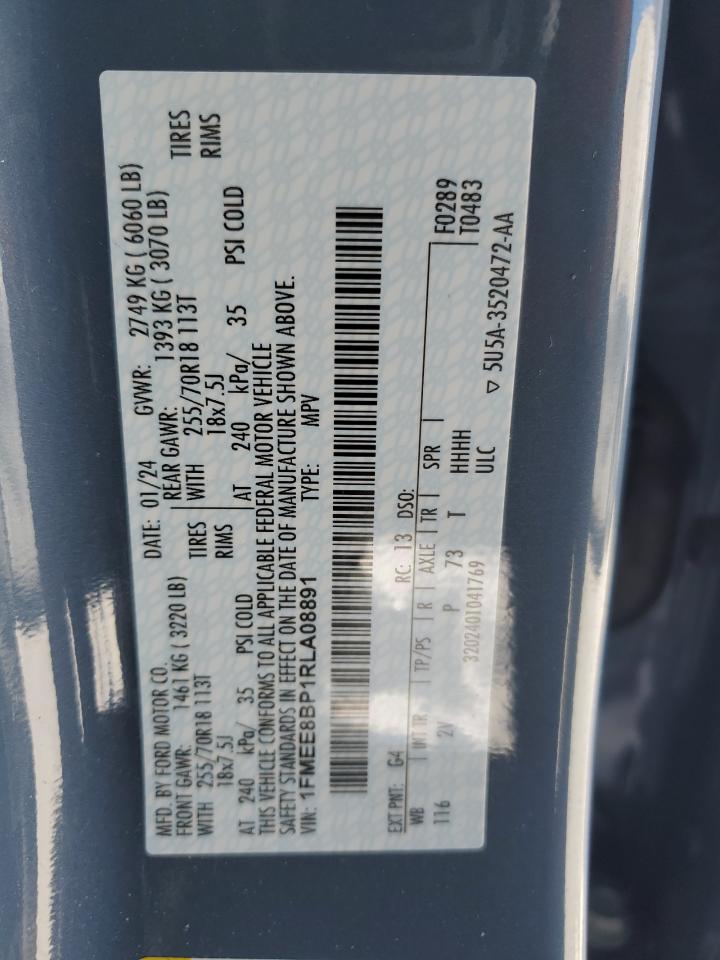 MFD. BY FORD MOTOR CO.
DATE: 01/24 GVWR: 2749 KG ( 6060 LB)
FRONT GAWR: 1461 KG ( 3220 LB)
REAR GAWR: 1393 KG ( 3070 LB)
WITH 255/70R18 113T TIRES
WITH 255/70R18 113T TIRES
18x7.5J RIMS
18x7.5J RIMS
AT 240 kPa/ 35 PSI COLD
AT 240 kPa/ 35 PSI COLD
THIS VEHICLE CONFORMS TO ALL APPLICABLE FEDERAL MOTOR VEHICLE
SAFETY STANDARDS IN EFFECT ON THE DATE OF MANUFACTURE SHOWN ABOVE.
VIN: 1FMEE8BP1RLA08891 TYPE: MPV
EXT PNT: G4 RC: 13 DSO:
WB INT TR TP/PS R AXLE TR SPR F0289
116 2V P 73 T HHHH T0483
3202401041769 ULC
▽ 5U5A-3520472-AA